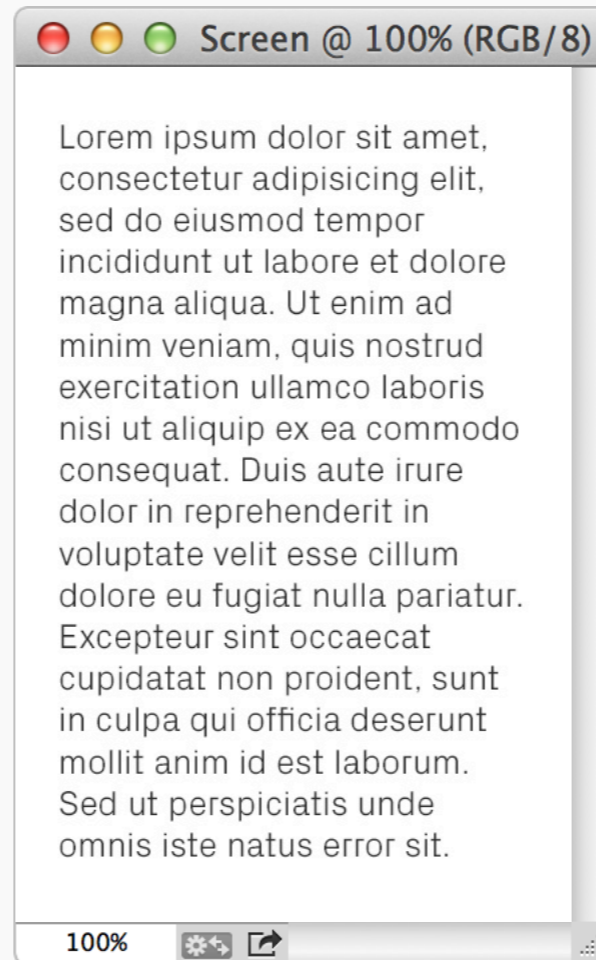 Screen @ 100% (RGB/8)
Lorem ipsum dolor sit amet,
consectetur adipisicing elit,
sed do eiusmod tempor
incididunt ut labore et dolore
magna aliqua. Ut enim ad
minim veniam, quis nostrud
exercitation ullamco laboris
nisi ut aliquip ex ea commodo
consequat. Duis aute irure
dolor in reprehenderit in
voluptate velit esse cillum
dolore eu fugiat nulla pariatur.
Excepteur sint occaecat
cupidatat non proident, sunt
in culpa qui officia deserunt
mollit anim id est laborum.
Sed ut perspiciatis unde
omnis iste natus error sit.
100%